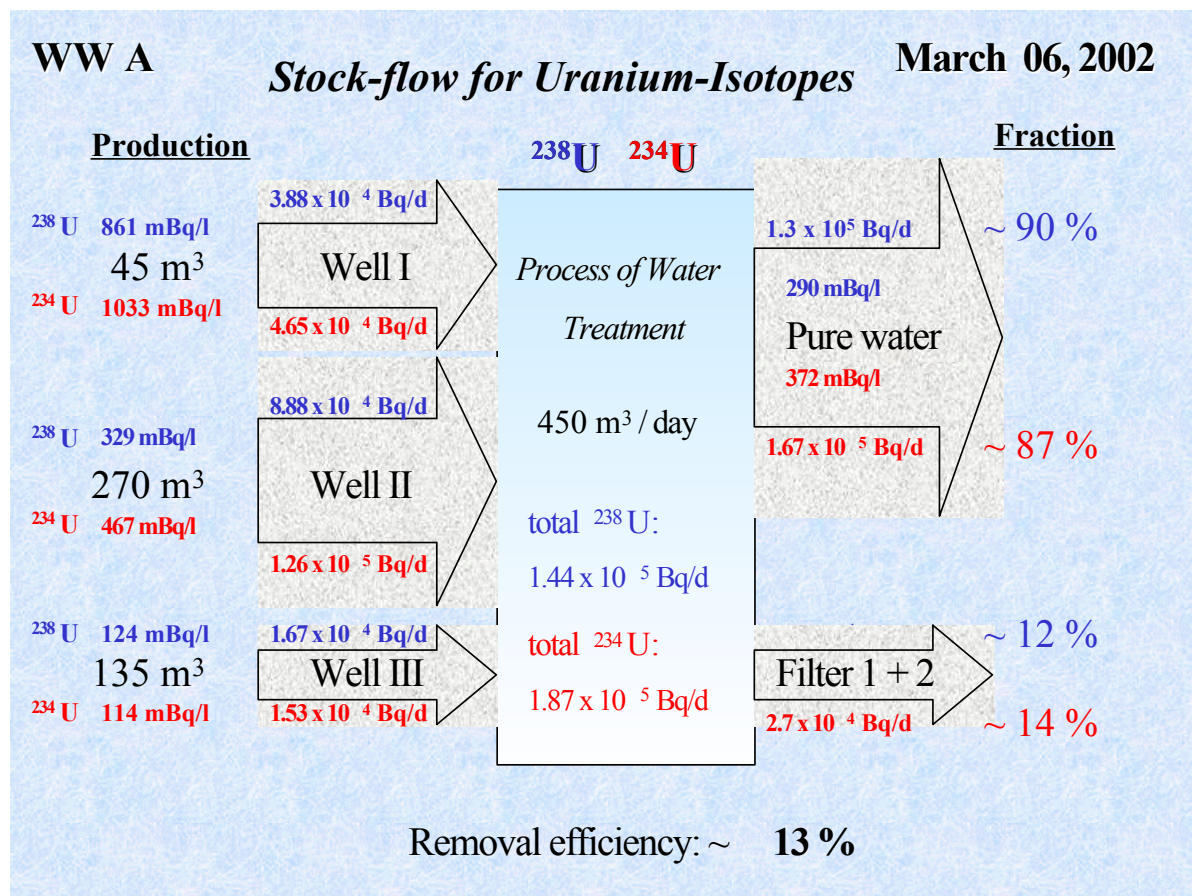 WW A
Stock-flow for Uranium-Isotopes
March 06, 2002
Production
²³⁸U ²³⁴U
Fraction
3.88 x 10 ⁴ Bq/d
²³⁸ U 861 mBq/l
45 m³
²³⁴ U 1033 mBq/l
Well I
4.65 x 10 ⁴ Bq/d
8.88 x 10 ⁴ Bq/d
²³⁸ U 329 mBq/l
270 m³
²³⁴ U 467 mBq/l
Well II
1.26 x 10 ⁵ Bq/d
²³⁸ U 124 mBq/l
135 m³
²³⁴ U 114 mBq/l
1.67 x 10 ⁴ Bq/d
Well III
1.53 x 10 ⁴ Bq/d
Process of Water
Treatment
450 m³ / day
total ²³⁸ U:
1.44 x 10 ⁵ Bq/d
total ²³⁴ U:
1.87 x 10 ⁵ Bq/d
1.3 x 10⁵ Bq/d
290 mBq/l
Pure water
372 mBq/l
1.67 x 10 ⁵ Bq/d
~ 90 %
~ 87 %
Filter 1 + 2
2.7 x 10 ⁴ Bq/d
~ 12 %
~ 14 %
Removal efficiency: ~ 13 %